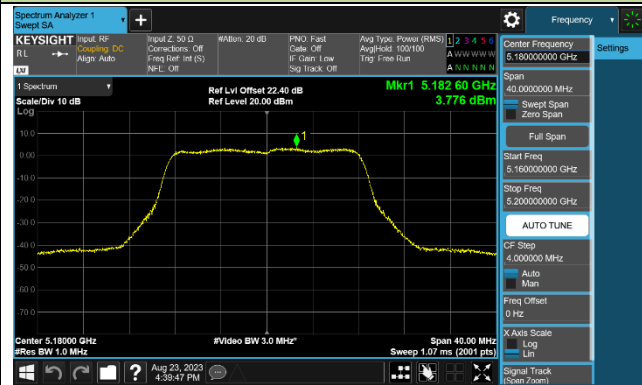 Spectrum Analyzer 1
Swept SA
Frequency
KEYSIGHT
RL
LXI
Input: RF
Coupling: DC
Align: Auto
Input Z: 50 Ω
Corrections: Off
Freq Ref: Int (S)
NFE: Off
#Atten: 20 dB
PNO: Fast
Gate: Off
IF Gain: Low
Sig Track: Off
Avg Type: Power (RMS)
Avg|Hold: 100/100
Trig: Free Run
1 2 3 4 5 6
A W W W W W
A N N N N N
1 Spectrum
Scale/Div 10 dB
Log
Ref Lvl Offset 22.40 dB
Ref Level 20.00 dBm
Mkr1 5.182 60 GHz
3.776 dBm
1
10.0
0.00
-10.0
-20.0
-30.0
-40.0
-50.0
-60.0
-70.0
Center 5.18000 GHz
#Res BW 1.0 MHz
#Video BW 3.0 MHz*
Span 40.00 MHz
Sweep 1.07 ms (2001 pts)
Aug 23, 2023
4:39:47 PM
Center Frequency
5.180000000 GHz
Settings
Span
40.0000000 MHz
Swept Span
Zero Span
Full Span
Start Freq
5.160000000 GHz
Stop Freq
5.200000000 GHz
AUTO TUNE
CF Step
4.000000 MHz
Auto
Man
Freq Offset
0 Hz
X Axis Scale
Log
Lin
Signal Track
(Span Zoom)